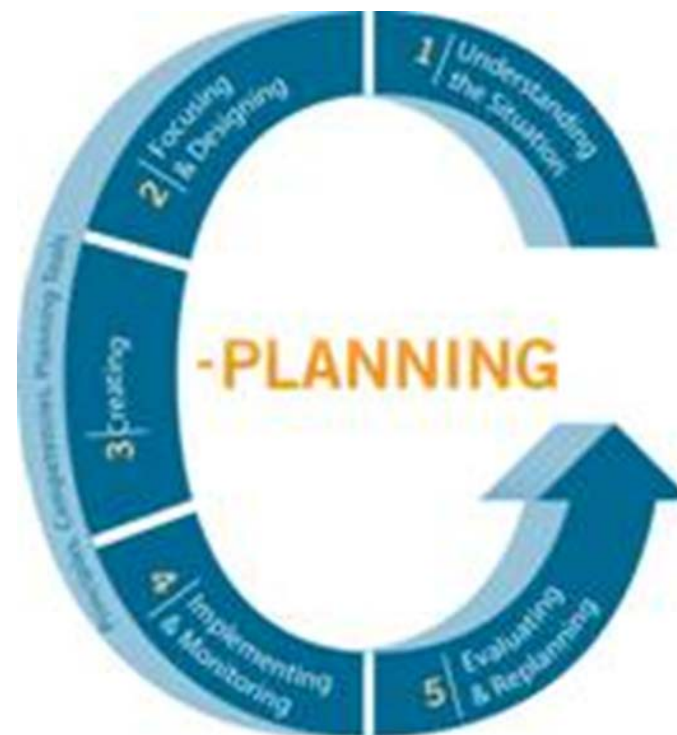 1 Understanding
the Situation
2 Focusing
& Designing
-PLANNING
3 Creating
4 Implementing
& Monitoring
5 Evaluating
& Replanning
Competencies, Planning Tools